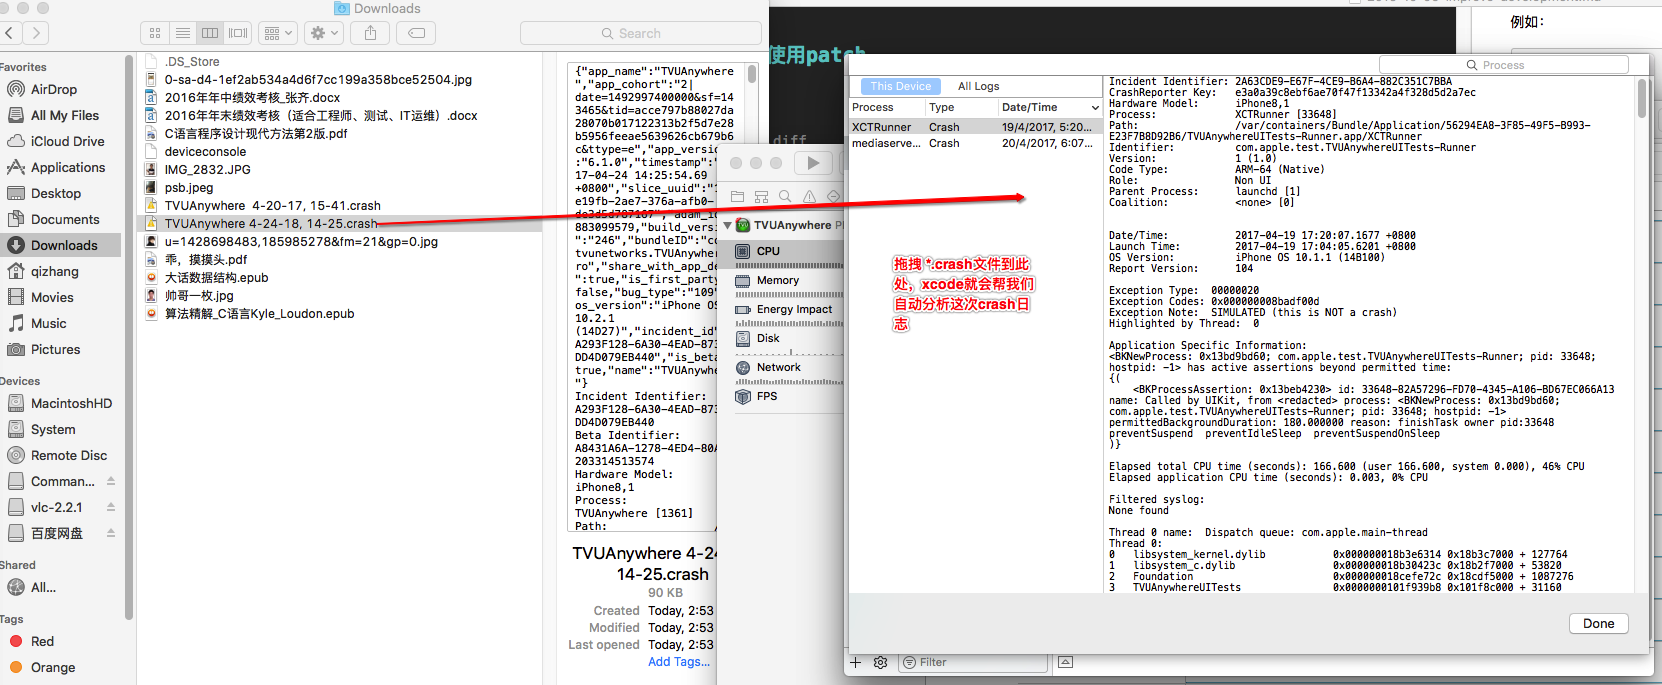 Downloads
Search
Favorites
AirDrop
All My Files
iCloud Drive
Applications
Desktop
Documents
Downloads
qizhang
Movies
Music
Pictures
Devices
MacintoshHD
System
Remote Disc
Comman...
vlc-2.2.1
百度网盘
Shared
All...
Tags
Red
Orange
.DS_Store
0-sa-d4-1ef2ab534a4d6f7cc199a358bce52504.jpg
2016年年中绩效考核_张齐.docx
2016年年末绩效考核（适合工程师、测试、IT运维）.docx
C语言程序设计现代方法第2版.pdf
deviceconsole
IMG_2832.JPG
psb.jpeg
TVUAnywhere  4-20-17, 15-41.crash
TVUAnywhere 4-24-18, 14-25.crash
u=1428698483,185985278&fm=21&gp=0.jpg
乖，摸摸头.pdf
大话数据结构.epub
帅哥一枚.jpg
算法精解_C语言Kyle_Loudon.epub
{"app_name":"TVUAnywhere
","app_cohort":"2|
date=1492997400000&sf=14
3465&tid=acce797b88027da
28070b017122313b2f5d7e28
b5956feeae5639626cb679b6
c&ttype=e","app_version"
"6.1.0","timestamp":"
17-04-24 14:25:54.69
+0800","slice_uuid":"
e19fb-2ae7-376a-afb0-
883099579,"build_vers
":"246","bundleID":"co
tvunetworks.TVUAnywher
ro","share_with_app_de
":true,"is_first_party
false,"bug_type":"109"
os_version":"iPhone OS
10.2.1
(14D27)","incident_id"
A293F128-6A30-4EAD-873
DD4D079EB440","is_beta
true,"name":"TVUAnywhe
"}
Incident Identifier:
A293F128-6A30-4EAD-873
DD4D079EB440
Beta Identifier:
A8431A6A-1278-4ED4-80A
203314513574
Hardware Model:
iPhone8,1
Process:
TVUAnywhere [1361]
Path: /
TVUAnywhere 4-24
14-25.crash
90 KB
Created Today, 2:53
Modified Today, 2:53
Last opened Today, 2:53
Add Tags...
使用patch
diff
例如：
TVUAnywhere
CPU
Memory
Energy Impact
Disk
Network
FPS
Process
This Device All Logs
Process Type Date/Time
XCTRunner Crash 19/4/2017, 5:20...
mediaserve... Crash 20/4/2017, 6:07...
拖拽 *.crash文件到此
处，xcode就会帮我们
自动分析这次crash日
志
Incident Identifier: 2A63CDE9-E67F-4CE9-B6A4-882C351C7BBA
CrashReporter Key: e3a0a39c8ebf6ae70f47f13342a4f328d5d2a7ec
Hardware Model: iPhone8,1
Process: XCTRunner [33648]
Path: /var/containers/Bundle/Application/56294EA8-3F85-49F5-B993-
E23F7B8D92B6/TVUAnywhereUITests-Runner.app/XCTRunner
Identifier: com.apple.test.TVUAnywhereUITests-Runner
Version: 1 (1.0)
Code Type: ARM-64 (Native)
Role: Non UI
Parent Process: launchd [1]
Coalition: <none> [0]
Date/Time: 2017-04-19 17:20:07.1677 +0800
Launch Time: 2017-04-19 17:04:05.6201 +0800
OS Version: iPhone OS 10.1.1 (14B100)
Report Version: 104
Exception Type: 00000020
Exception Codes: 0x000000008badf00d
Exception Note: SIMULATED (this is NOT a crash)
Highlighted by Thread: 0
Application Specific Information:
<BKNewProcess: 0x13bd9bd60; com.apple.test.TVUAnywhereUITests-Runner; pid: 33648;
hostpid: -1> has active assertions beyond permitted time:
{(
<BKProcessAssertion: 0x13beb4230> id: 33648-82A57296-FD70-4345-A106-BD67EC066A13
name: Called by UIKit, from <redacted> process: <BKNewProcess: 0x13bd9bd60;
com.apple.test.TVUAnywhereUITests-Runner; pid: 33648; hostpid: -1>
permittedBackgroundDuration: 180.000000 reason: finishTask owner pid:33648
preventSuspend preventIdleSleep preventSuspendOnSleep
)}
Elapsed total CPU time (seconds): 166.600 (user 166.600, system 0.000), 46% CPU
Elapsed application CPU time (seconds): 0.003, 0% CPU
Filtered syslog:
None found
Thread 0 name: Dispatch queue: com.apple.main-thread
Thread 0:
0 libsystem_kernel.dylib 0x000000018b3e6314 0x18b3c7000 + 127764
1 libsystem_c.dylib 0x000000018b30423c 0x18b2f7000 + 53820
2 Foundation 0x000000018cefe72c 0x18cdf5000 + 1087276
3 TVUAnywhereUITests 0x0000000101f939b8 0x101f8c000 + 31160
Done
Filter